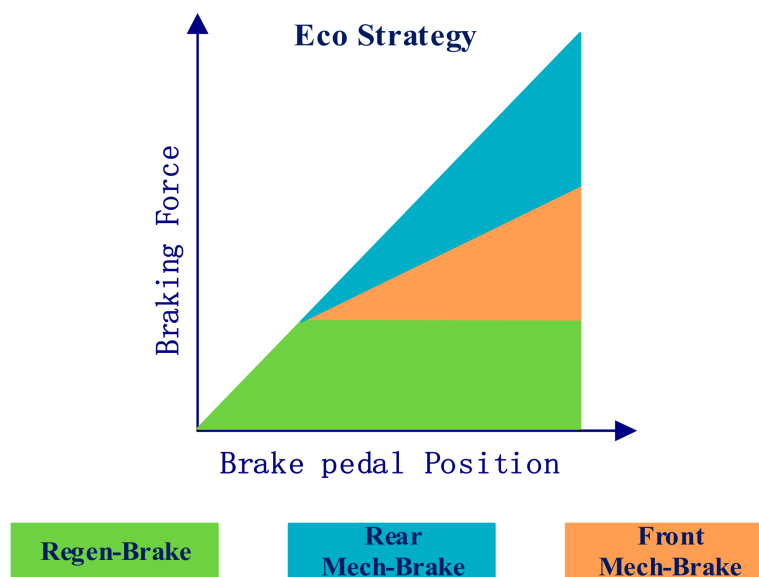 Eco Strategy
Braking Force
Brake pedal Position
Regen-Brake
Rear
Mech-Brake
Front
Mech-Brake